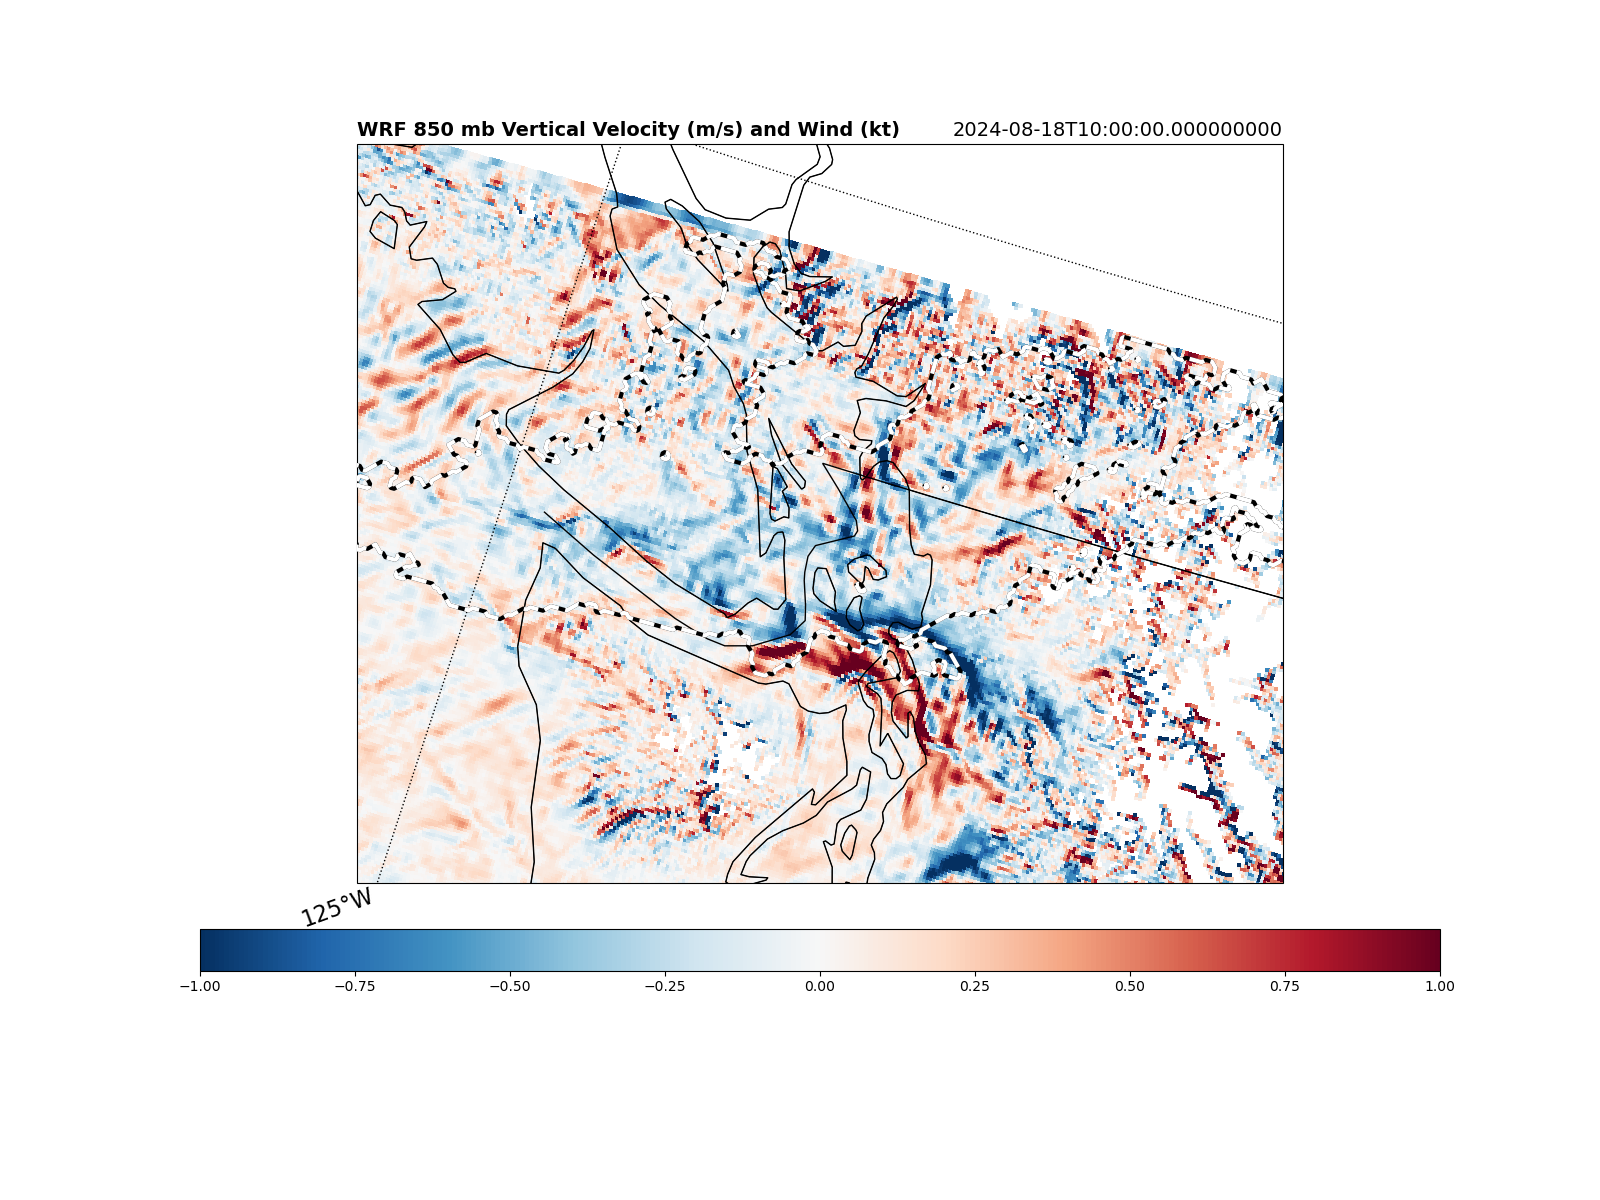 WRF 850 mb Vertical Velocity (m/s) and Wind (kt) 2024-08-18T10:00:00.000000000
125°W
−1.00 −0.75 −0.50 −0.25 0.00 0.25 0.50 0.75 1.00